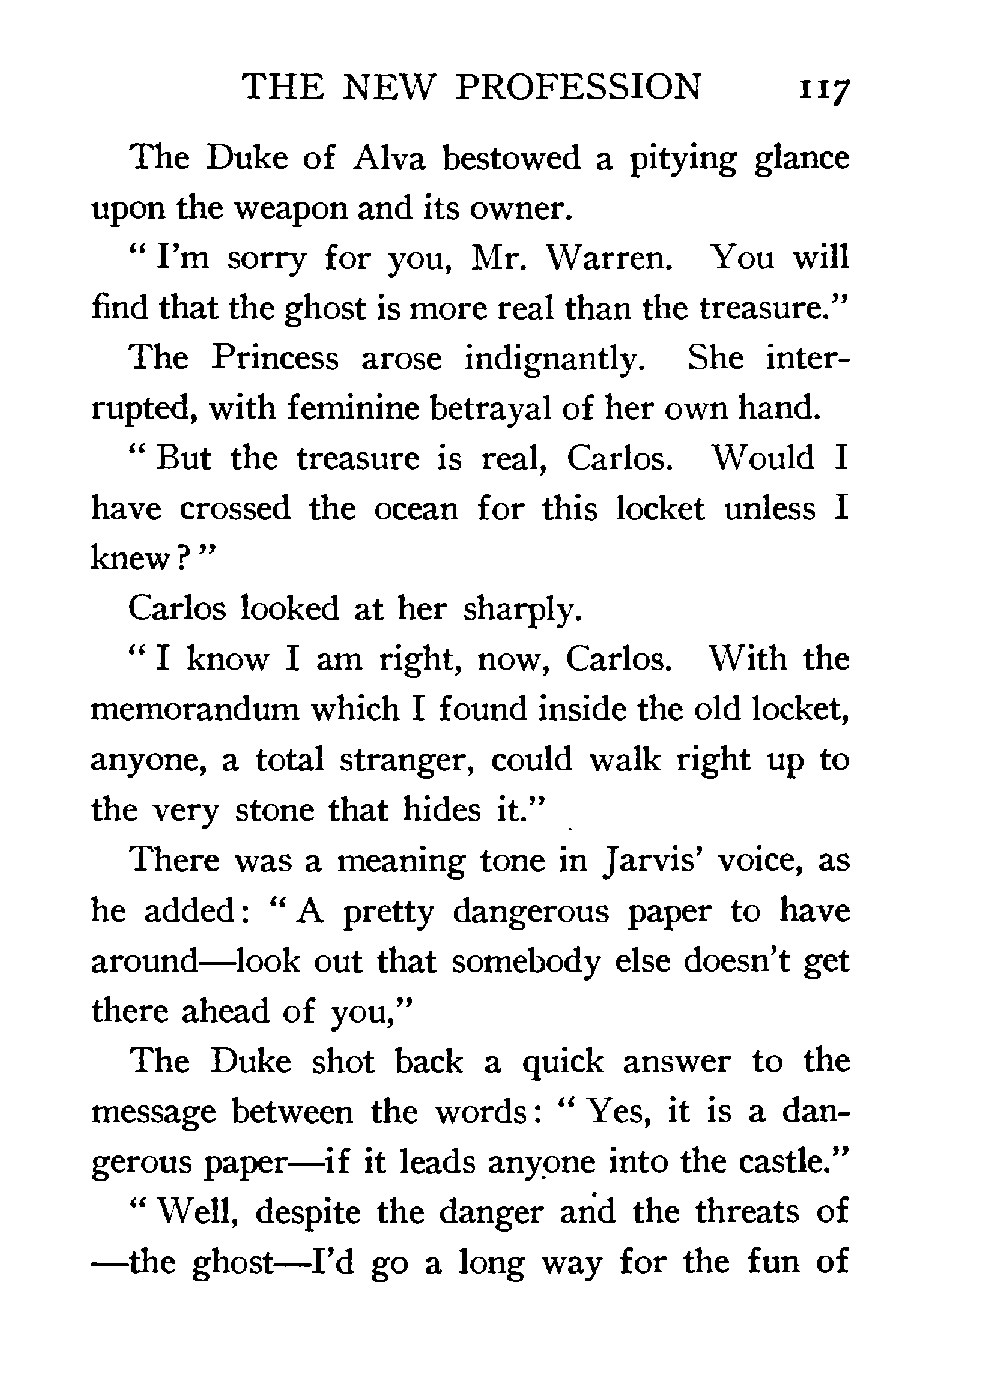 THE NEW PROFESSION 117
The Duke of Alva bestowed a pitying glance
upon the weapon and its owner.
“ I’m sorry for you, Mr. Warren. You will
find that the ghost is more real than the treasure.”
The Princess arose indignantly. She inter-
rupted, with feminine betrayal of her own hand.
“ But the treasure is real, Carlos. Would I
have crossed the ocean for this locket unless I
knew ? ”
Carlos looked at her sharply.
“ I know I am right, now, Carlos. With the
memorandum which I found inside the old locket,
anyone, a total stranger, could walk right up to
the very stone that hides it.”
There was a meaning tone in Jarvis’ voice, as
he added: “ A pretty dangerous paper to have
around—look out that somebody else doesn’t get
there ahead of you,”
The Duke shot back a quick answer to the
message between the words: “ Yes, it is a dan-
gerous paper—if it leads anyone into the castle.”
“ Well, despite the danger and the threats of
—the ghost—I’d go a long way for the fun of